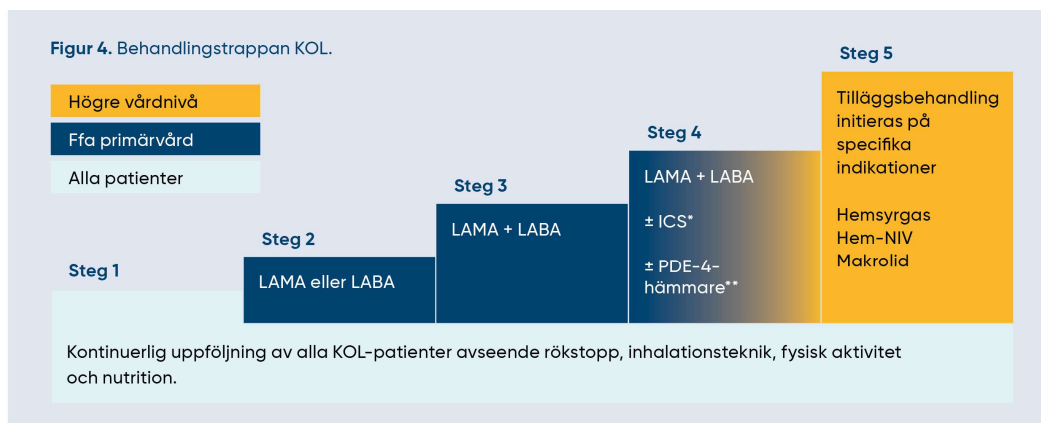 Figur 4. Behandlingstrappan KOL.
Högre vårdnivå
Ffa primärvård
Alla patienter
Steg 1
Steg 2
LAMA eller LABA
Steg 3
LAMA + LABA
Steg 4
LAMA + LABA
± ICS*
± PDE-4-
hämmare**
Steg 5
Tilläggsbehandling
initieras på
specifika
indikationer
Hemsyrgas
Hem-NIV
Makrolid
Kontinuerlig uppföljning av alla KOL-patienter avseende rökstopp, inhalationsteknik, fysisk aktivitet
och nutrition.